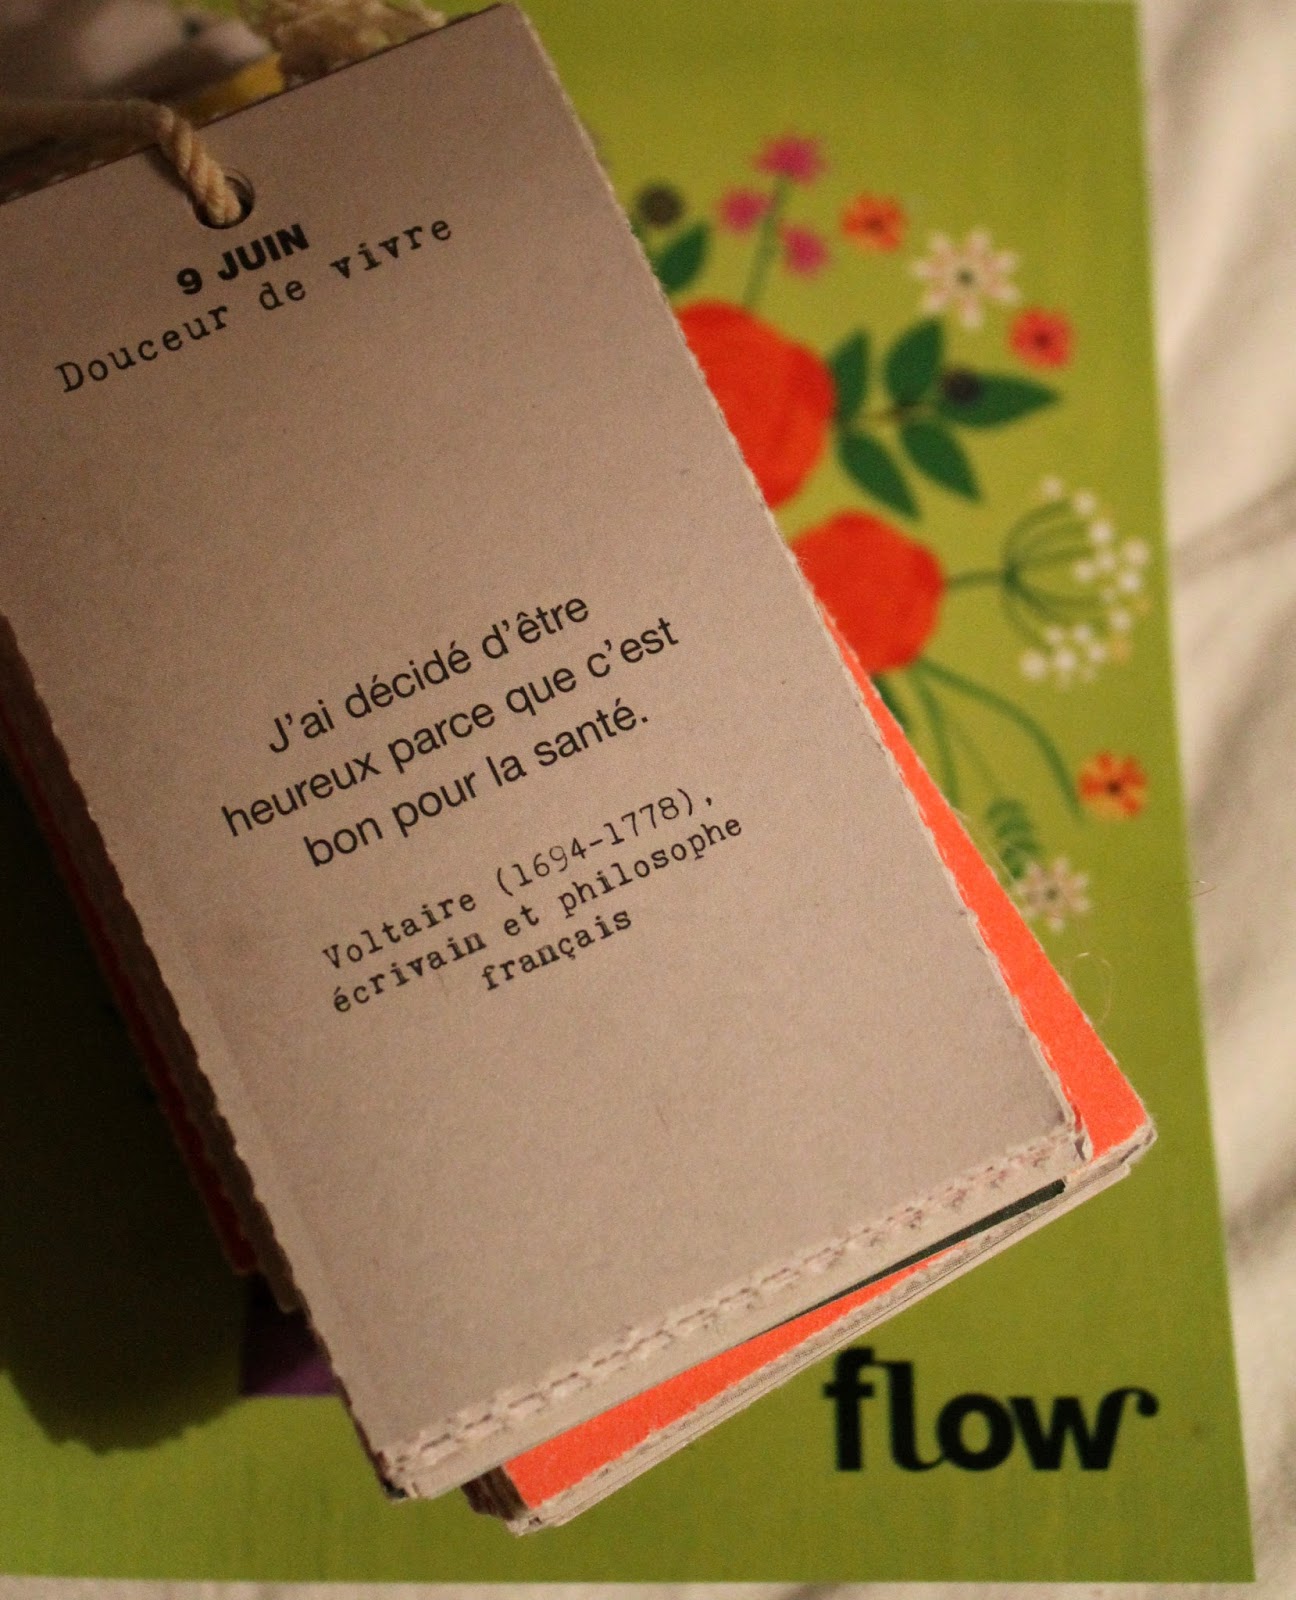 9 JUIN
Douceur de vivre
J'ai décidé d'être
heureux parce que c'est
bon pour la santé.
Voltaire (1694-1778),
écrivain et philosophe
français
flow